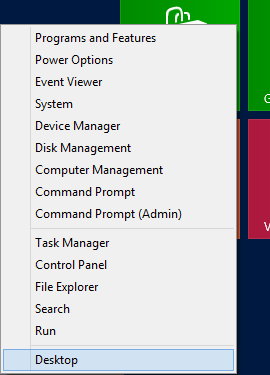 Programs and Features
Power Options
Event Viewer
System
Device Manager
Disk Management
Computer Management
Command Prompt
Command Prompt (Admin)
Task Manager
Control Panel
File Explorer
Search
Run
Desktop